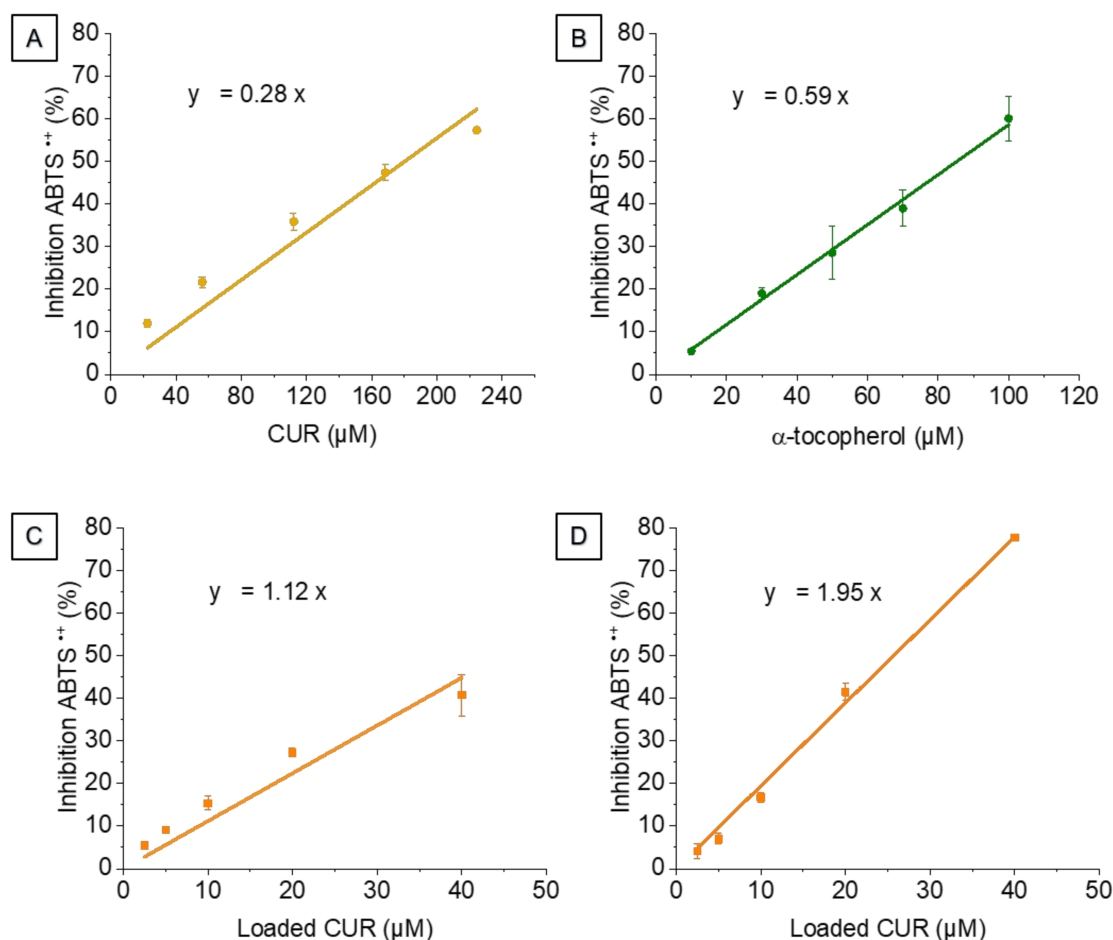 A
Inhibition ABTS •+ (%)
80
70
60
50
40
30
20
10
0
y = 0.28 x
0 40 80 120 160 200 240
CUR (µM)
B
Inhibition ABTS •+ (%)
80
70
60
50
40
30
20
10
0
y = 0.59 x
0 20 40 60 80 100 120
α-tocopherol (µM)
C
Inhibition ABTS •+ (%)
80
70
60
50
40
30
20
10
0
y = 1.12 x
0 10 20 30 40 50
Loaded CUR (µM)
D
Inhibition ABTS •+ (%)
80
70
60
50
40
30
20
10
0
y = 1.95 x
0 10 20 30 40 50
Loaded CUR (µM)